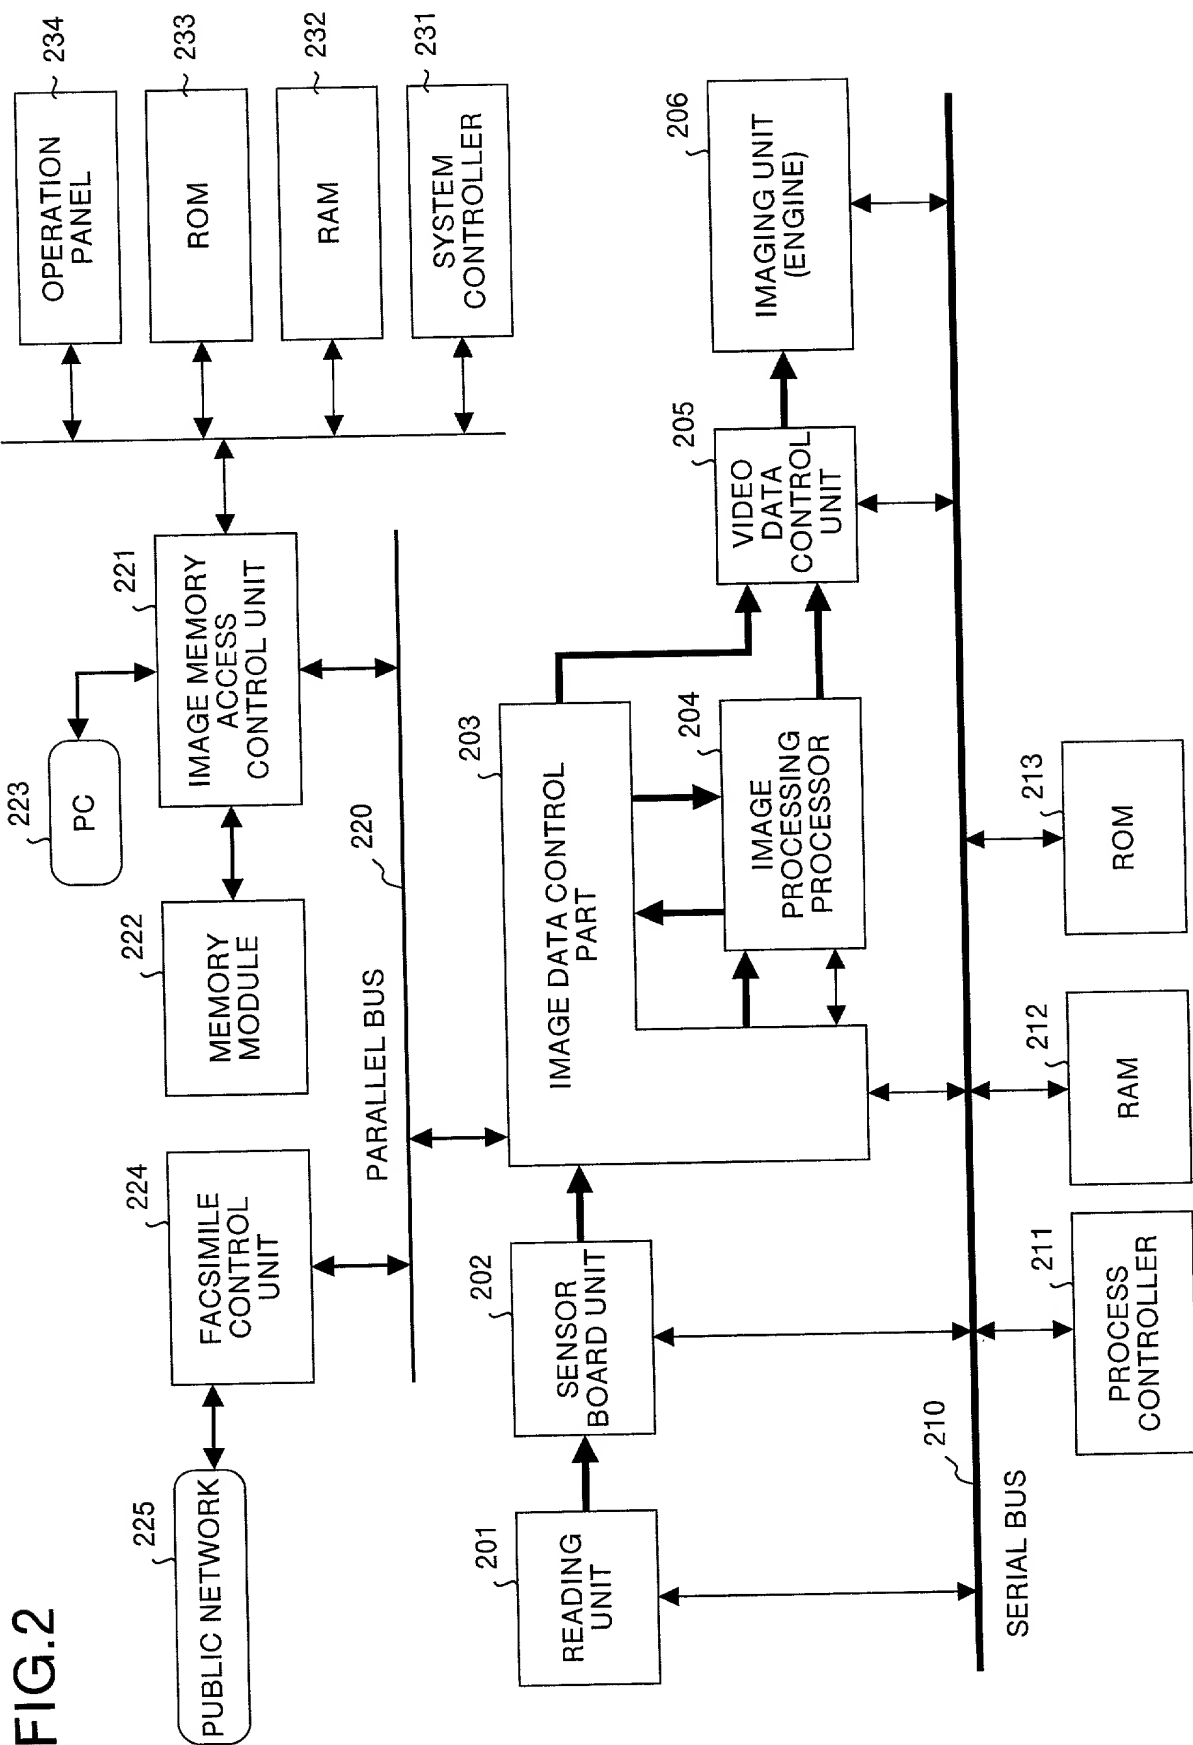 FIG.2
225
PUBLIC NETWORK
224
FACSIMILE
CONTROL
UNIT
222
MEMORY
MODULE
223
PC
221
IMAGE MEMORY
ACCESS
CONTROL UNIT
234
OPERATION
PANEL
233
ROM
232
RAM
231
SYSTEM
CONTROLLER
PARALLEL BUS
220
201
READING
UNIT
202
SENSOR
BOARD UNIT
203
IMAGE DATA CONTROL
PART
204
IMAGE
PROCESSING
PROCESSOR
205
VIDEO
DATA
CONTROL
UNIT
206
IMAGING UNIT
(ENGINE)
210
SERIAL BUS
211
PROCESS
CONTROLLER
212
RAM
213
ROM